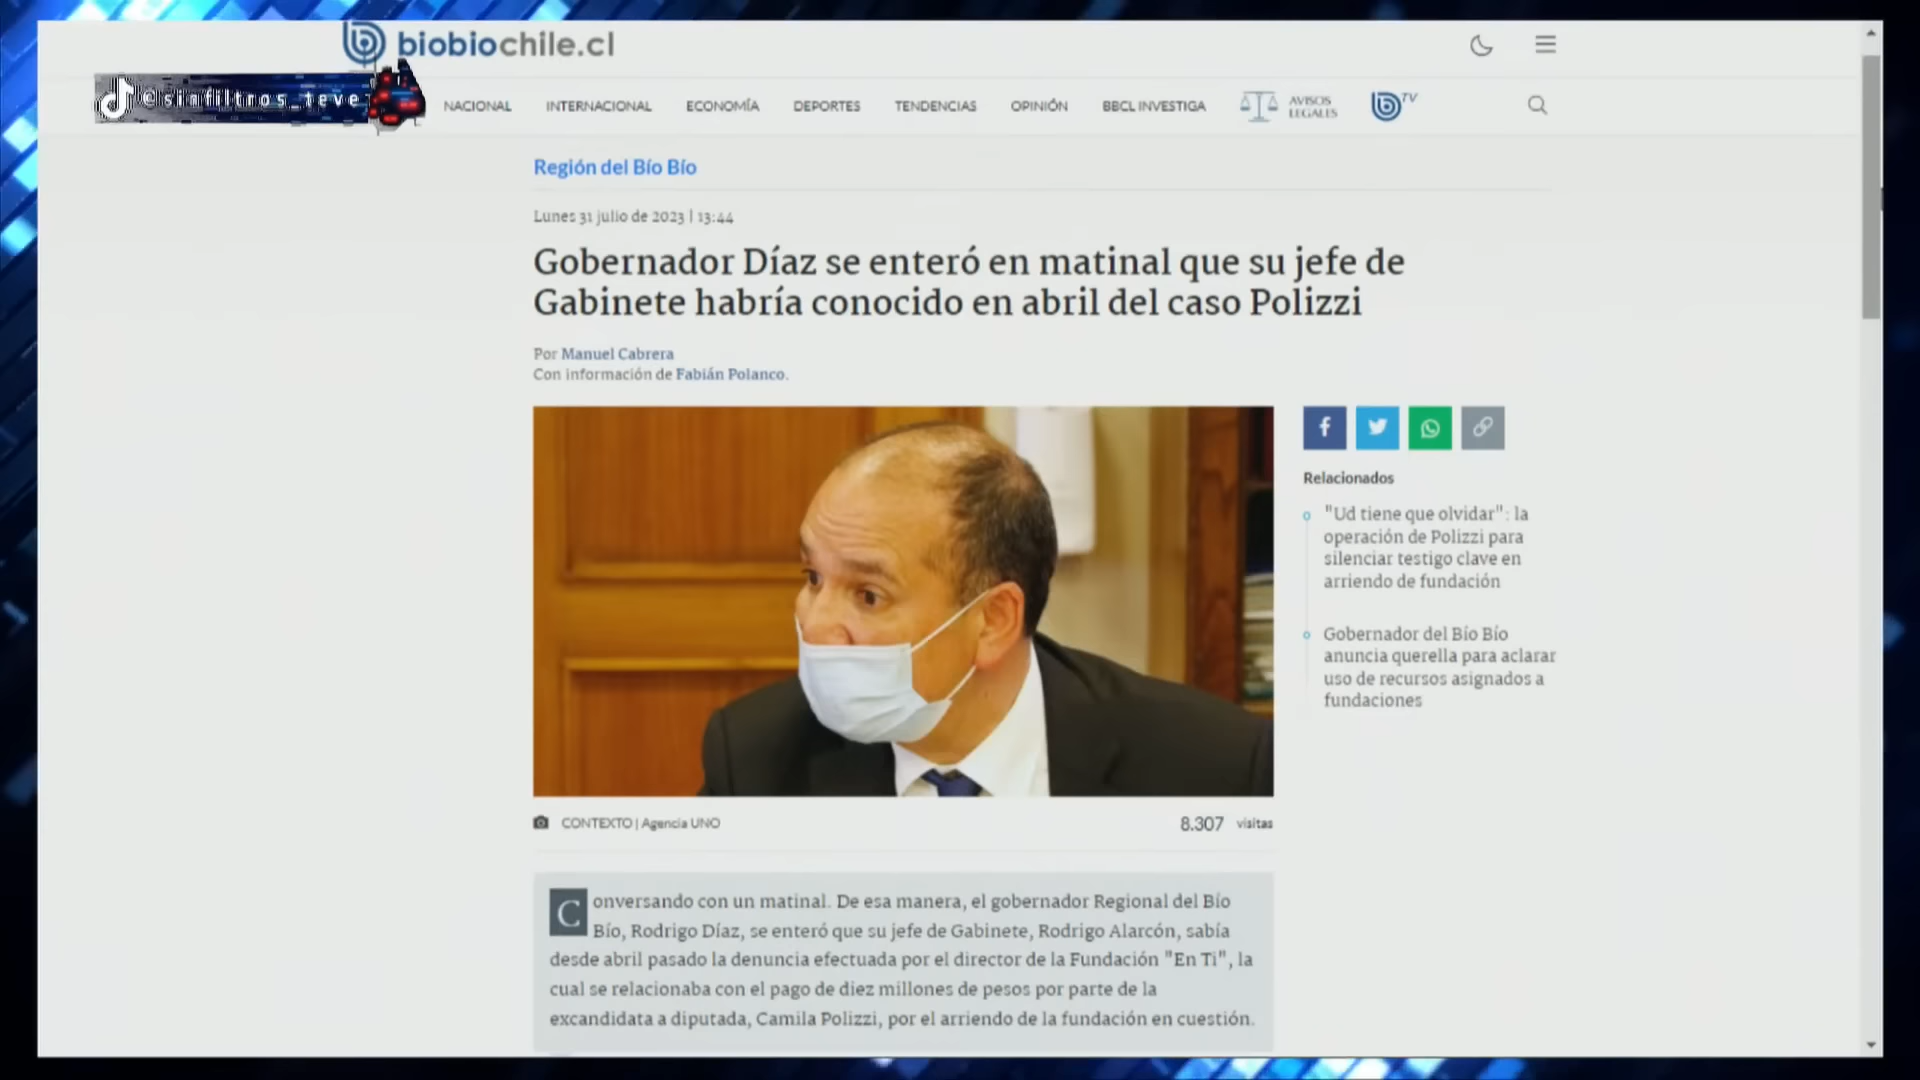 biobiochile.cl
@sinfiltros_teve
NACIONAL INTERNACIONAL ECONOMÍA DEPORTES TENDENCIAS OPINIÓN BBCL INVESTIGA AVISOS LEGALES TV
Región del Bío Bío
Lunes 31 julio de 2023 | 13:44
Gobernador Díaz se enteró en matinal que su jefe de
Gabinete habría conocido en abril del caso Polizzi
Por Manuel Cabrera
Con información de Fabián Polanco.
Relacionados
"Ud tiene que olvidar": la
operación de Polizzi para
silenciar testigo clave en
arriendo de fundación
Gobernador del Bío Bío
anuncia querella para aclarar
uso de recursos asignados a
fundaciones
CONTEXTO | Agencia UNO
8.307 visitas
Conversando con un matinal. De esa manera, el gobernador Regional del Bío
Bío, Rodrigo Díaz, se enteró que su jefe de Gabinete, Rodrigo Alarcón, sabía
desde abril pasado la denuncia efectuada por el director de la Fundación "En Ti", la
cual se relacionaba con el pago de diez millones de pesos por parte de la
excandidata a diputada, Camila Polizzi, por el arriendo de la fundación en cuestión.